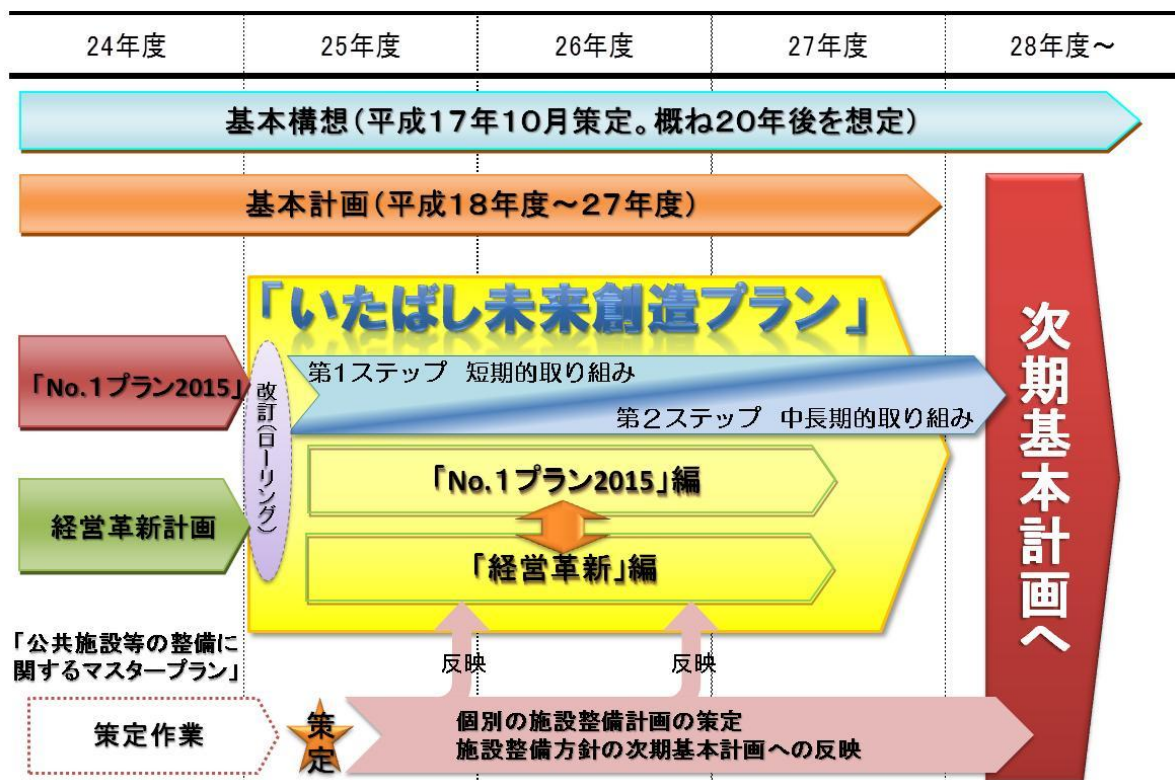 24年度 25年度 26年度 27年度 28年度～
基本構想(平成17年10月策定。概ね20年後を想定)
基本計画(平成18年度～27年度)
「いたばし未来創造プラン」
「No.1プラン2015」
経営革新計画
改訂(ローリング)
第1ステップ 短期的取り組み
第2ステップ 中長期的取り組み
「No.1プラン2015」編
「経営革新」編
次期基本計画へ
「公共施設等の整備に
関するマスタープラン」
反映
反映
策定作業
策定
個別の施設整備計画の策定
施設整備方針の次期基本計画への反映